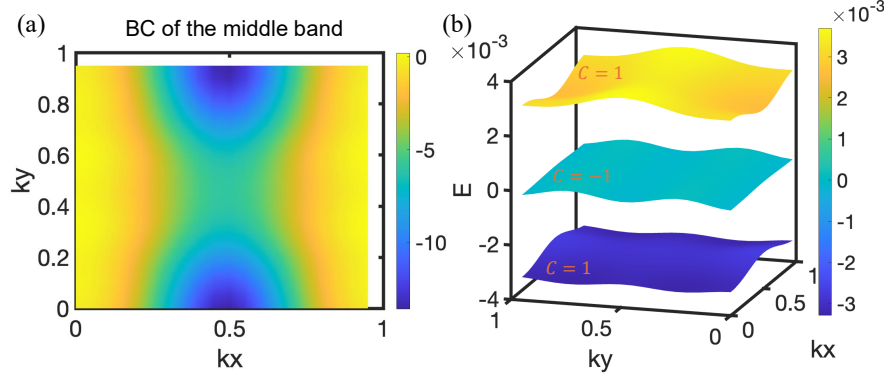 (a)
BC of the middle band
1
0.8
0.6
0.4
0.2
0
0
0.5
1
kx
ky
0
-5
-10
(b)
×10⁻³
4
2
0
-2
-4
E
C = 1
C = −1
C = 1
1
0.5
0
ky
0
0.5
1
kx
×10⁻³
3
2
1
0
-1
-2
-3